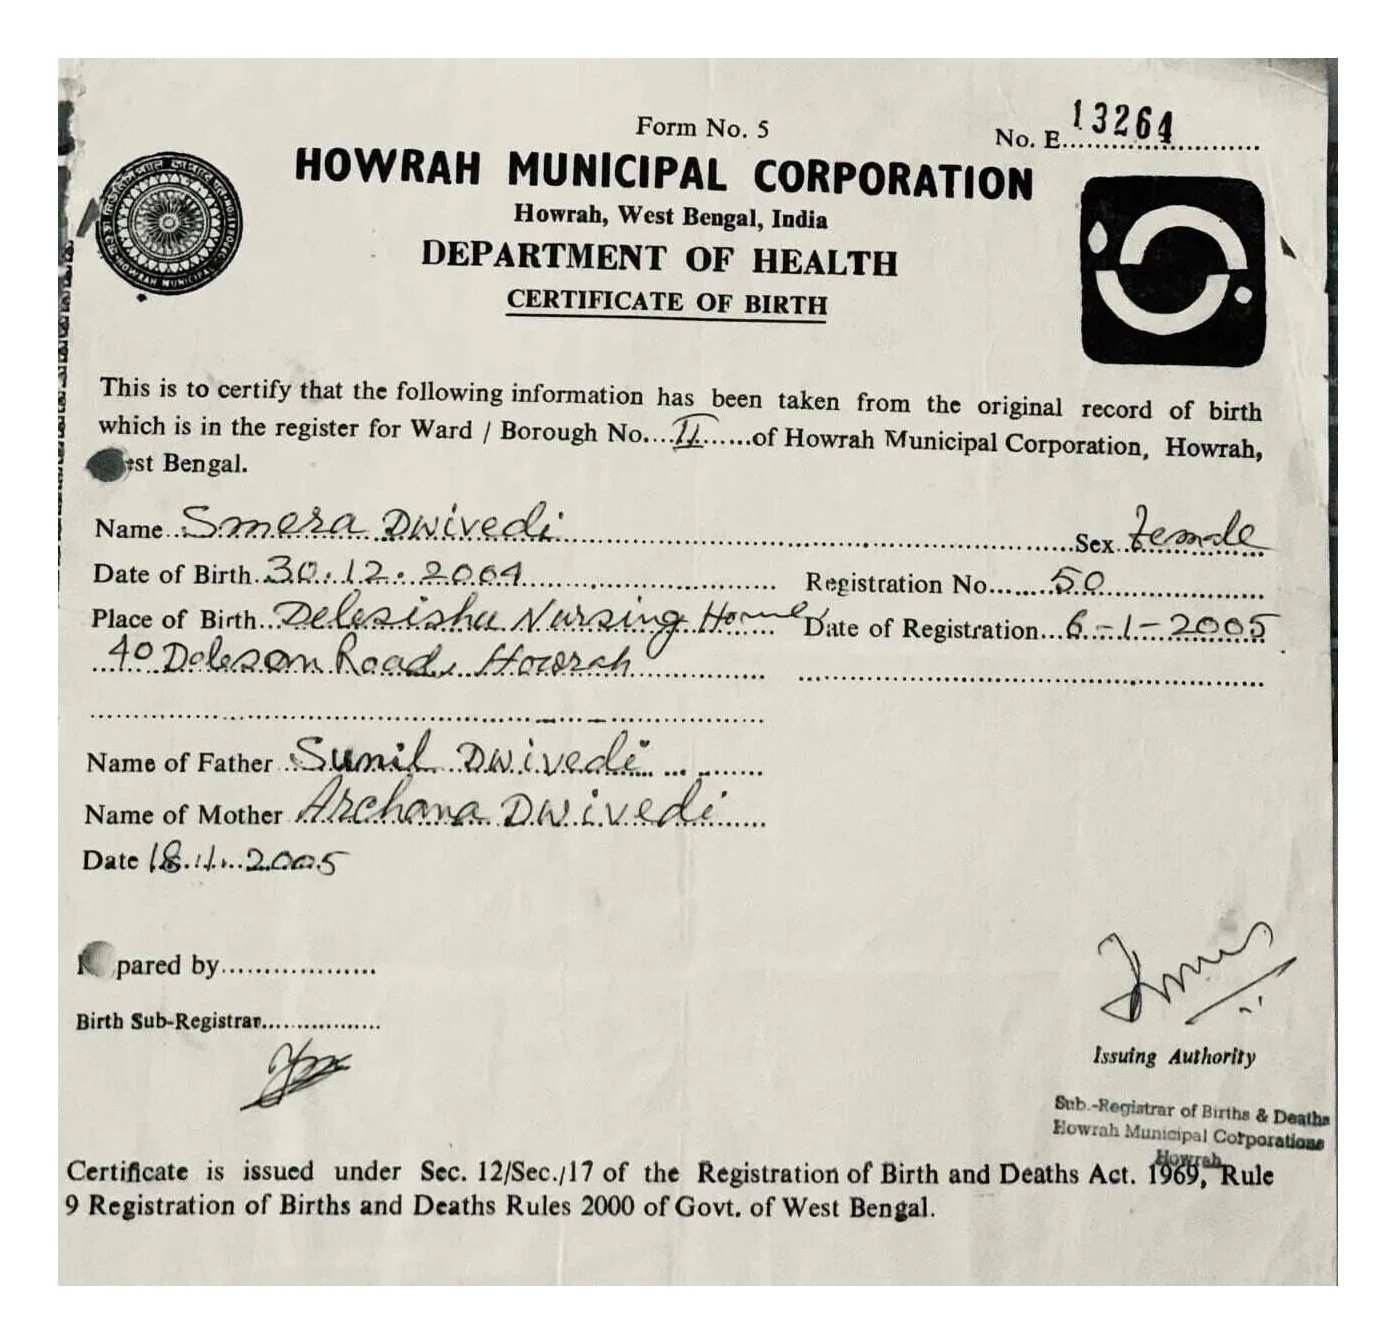 Form No. 5
No. E 13264
HOWRAH MUNICIPAL CORPORATION
Howrah, West Bengal, India
DEPARTMENT OF HEALTH
CERTIFICATE OF BIRTH
This is to certify that the following information has been taken from the original record of birth
which is in the register for Ward / Borough No....II......of Howrah Municipal Corporation, Howrah,
est Bengal.
Name Smera Dwivedi Sex Female
Date of Birth 30.12.2004 Registration No. 50
Place of Birth Delesishu Nursing Home Date of Registration 6-1-2005
40 Dobson Road, Howrah
Name of Father Sunil Dwivedi
Name of Mother Archana Dwivedi
Date 18.1.2005
pared by
Birth Sub-Registrar
Issuing Authority
Sub.-Registrar of Births & Deaths
Howrah Municipal Corporations
Howrah
Certificate is issued under Sec. 12/Sec./17 of the Registration of Birth and Deaths Act. 1969, Rule
9 Registration of Births and Deaths Rules 2000 of Govt. of West Bengal.